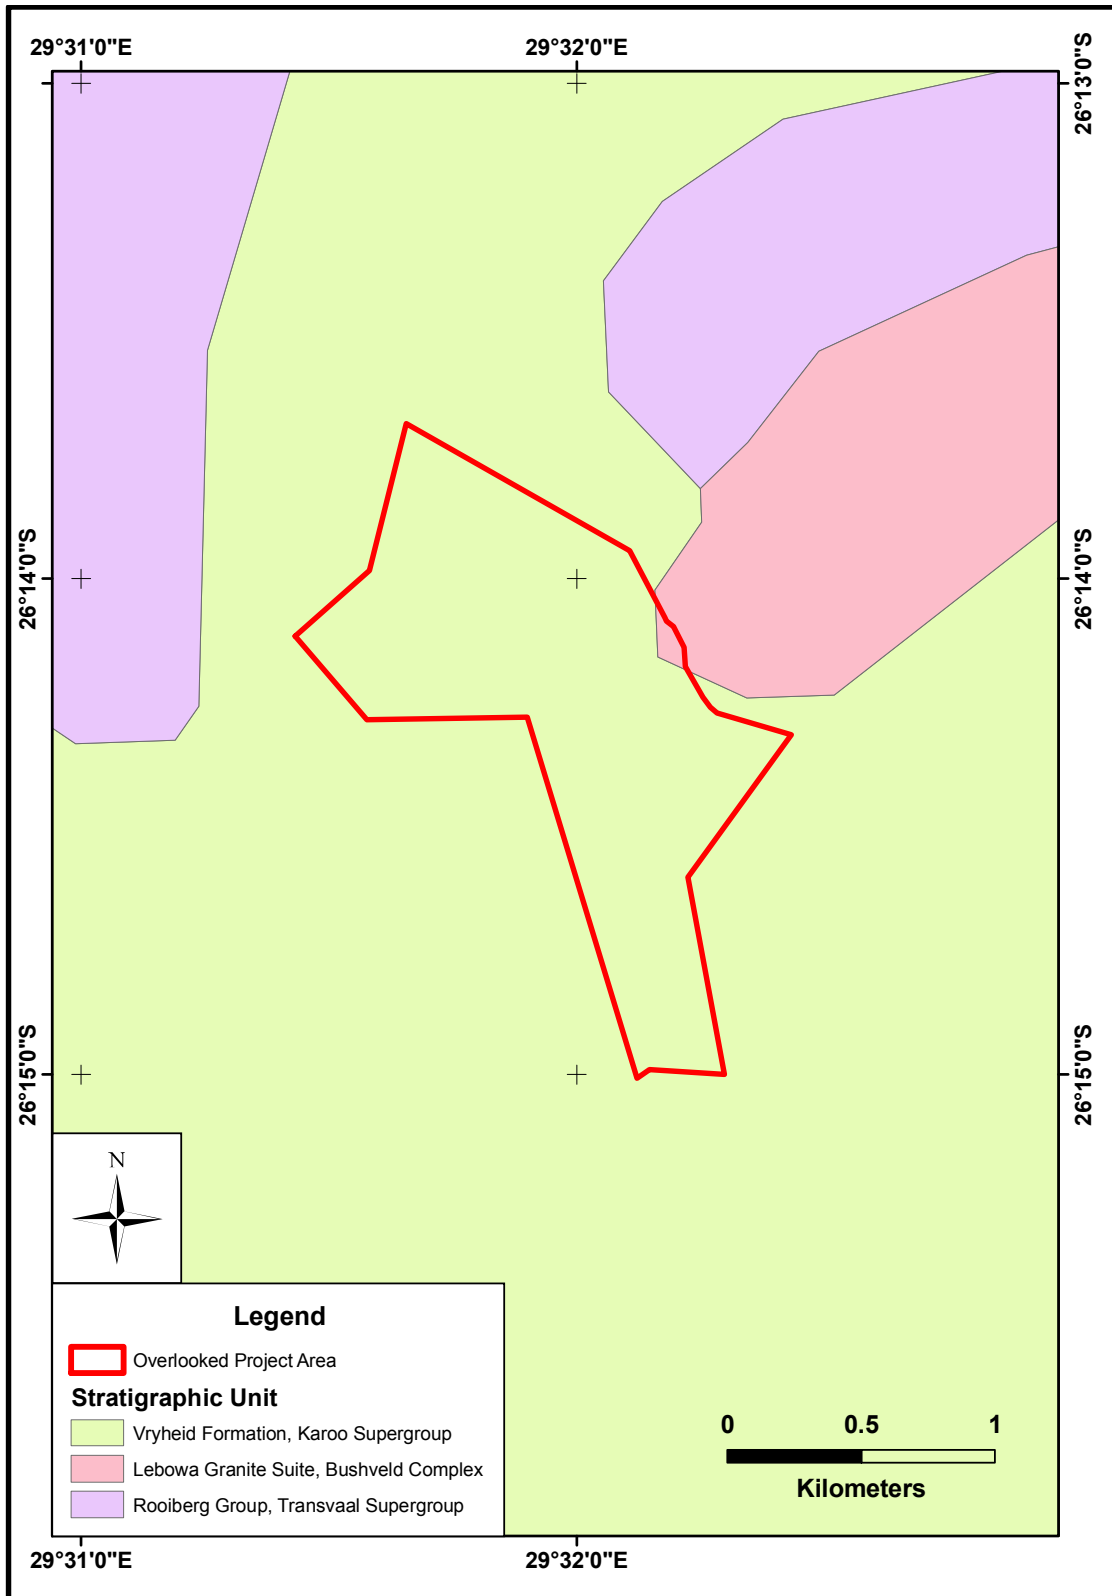 29°31'0"E
29°32'0"E
26°13'0"S
26°14'0"S
26°14'0"S
26°15'0"S
26°15'0"S
N
Legend
Overlooked Project Area
Stratigraphic Unit
Vryheid Formation, Karoo Supergroup
Lebowa Granite Suite, Bushveld Complex
Rooiberg Group, Transvaal Supergroup
0 0.5 1
Kilometers
29°31'0"E
29°32'0"E